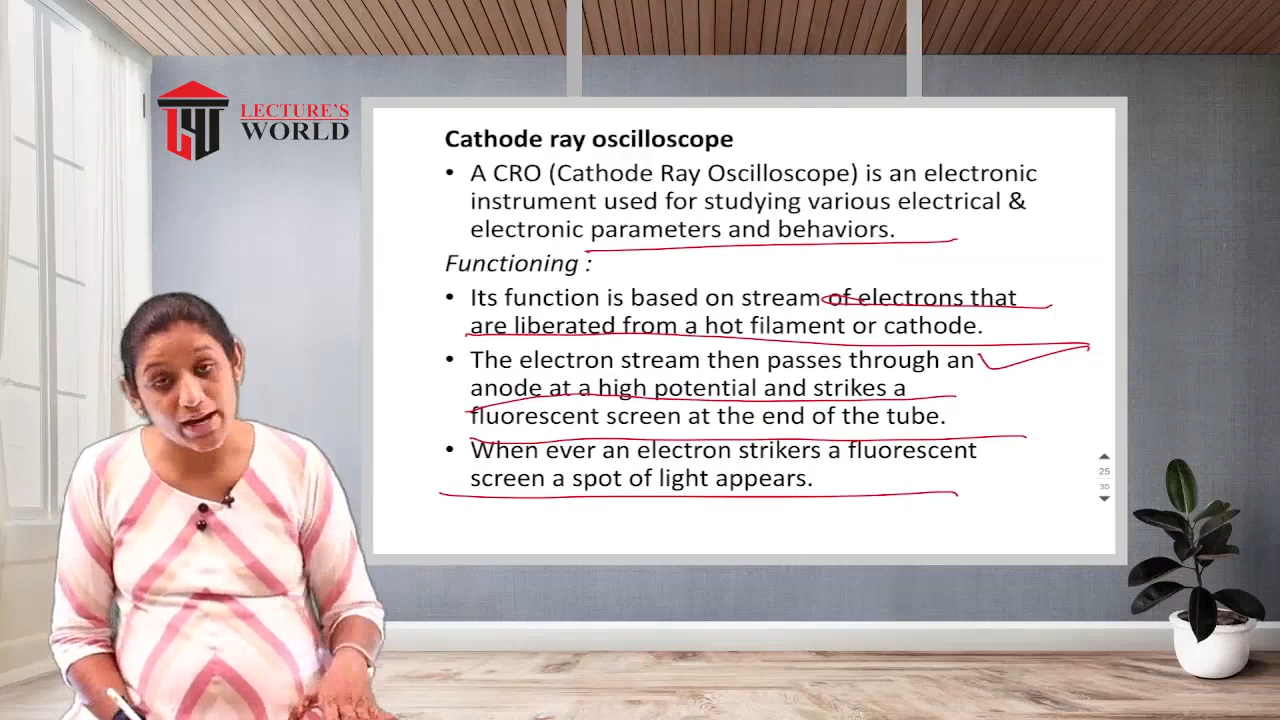 LECTURE'S
WORLD
Cathode ray oscilloscope
• A CRO (Cathode Ray Oscilloscope) is an electronic
instrument used for studying various electrical &
electronic parameters and behaviors.
Functioning :
• Its function is based on stream of electrons that
are liberated from a hot filament or cathode.
• The electron stream then passes through an
anode at a high potential and strikes a
fluorescent screen at the end of the tube.
• When ever an electron strikers a fluorescent
screen a spot of light appears.
25
30